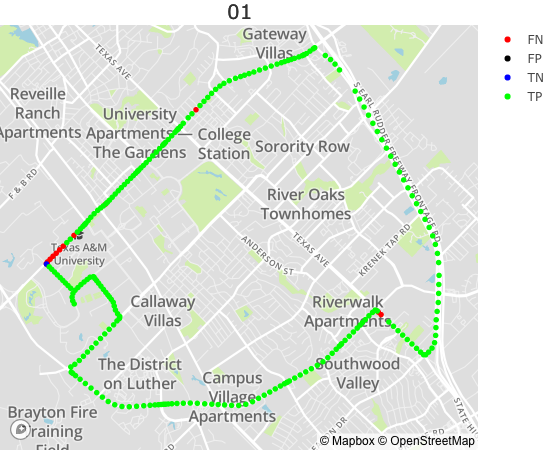 01
Gateway
Villas
TEXAS AVE
Reveille
Ranch
Apartments
University
Apartments —
The Gardens
College
Station
Sorority Row
S EARL RUDDER FREEWAY FRONTAGE RD
F & B RD
River Oaks
Townhomes
TEXAS AVE
KRENEK TAP RD
ANDERSON ST
Texas A&M
University
Callaway
Villas
Riverwalk
Apartments
The District
on Luther
Campus
Village
Apartments
Southwood
Valley
Brayton Fire
Training
Field
STATE HI
© Mapbox © OpenStreetMap
FN
FP
TN
TP